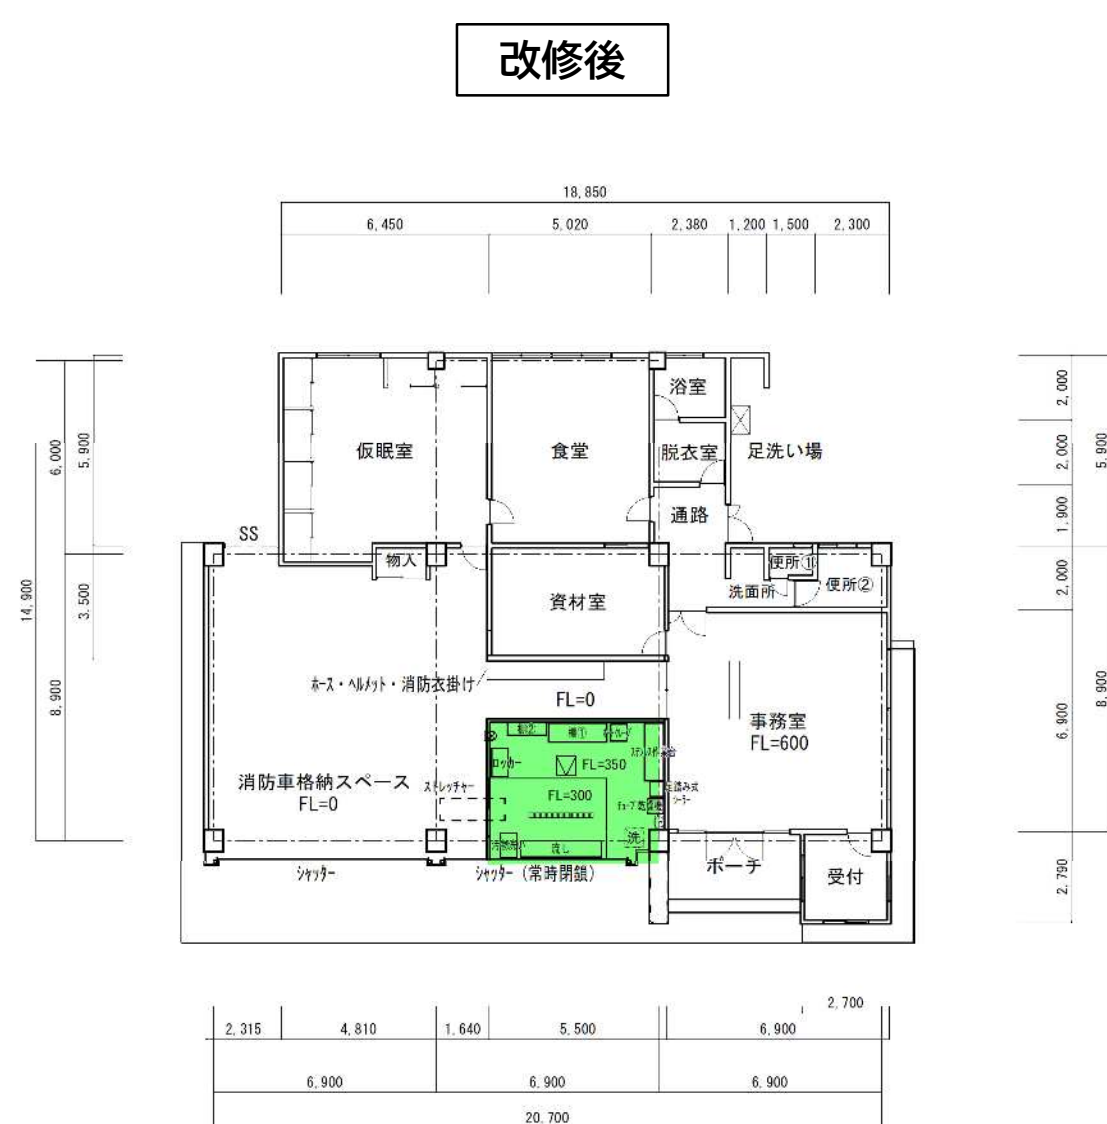 改修後
18,850
6,450
5,020
2,380
1,200
1,500
2,300
6,000
5,900
3.500
14,900
8,900
2,000
2,000
1,900
5,900
2,000
6,900
8,900
2.790
浴室
仮眠室
食堂
脱衣室
足洗い場
通路
SS
物入
便所①
便所②
洗面所
資材室
ホース・ヘルメット・消防衣掛け
FL=0
事務室
FL=600
棚②
棚①
ロッカー
FL=350
FL=300
消防車格納スペース
FL=0
ストレッチャー
流し
洗
シャッター
シャッター（常時閉鎖）
ポーチ
受付
2,700
2,315
4,810
1,640
5,500
6,900
6,900
6,900
6,900
20,700